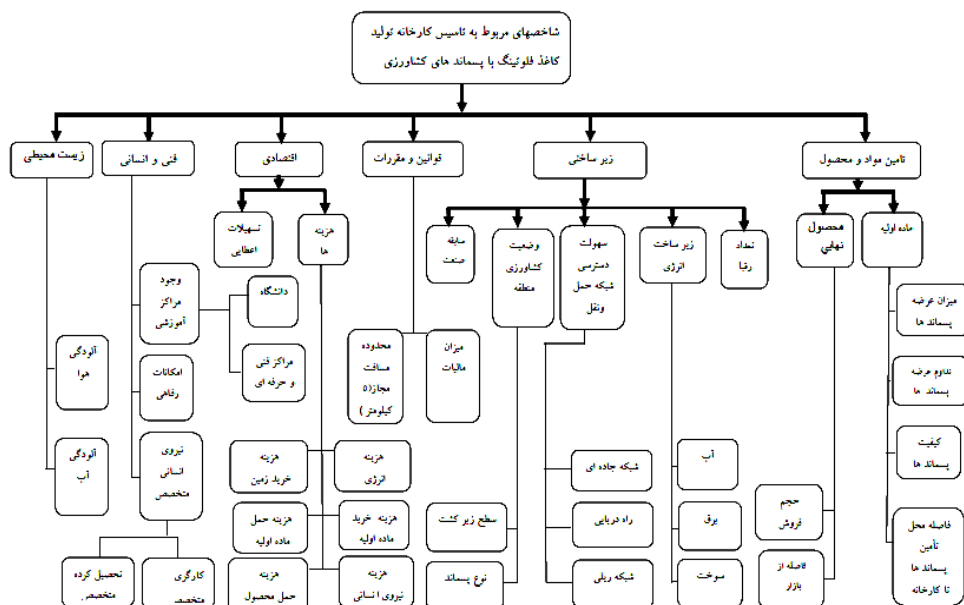 شاخصهای مربوط به تاسیس کارخانه تولید
کاغذ فلوتینگ با پسماند های کشاورزی
تامین مواد و محصول
زیر ساختی
قوانین و مقررات
اقتصادی
فنی و انسانی
زیست محیطی
ماده اولیه
محصول
نهایی
تعداد
رقبا
زیر ساخت
انرژی
سهولت
دسترسی
شبکه حمل
ونقل
وضعیت
کشاورزی
منطقه
سابقه
صنعت
هزینه
ها
تسهیلات
اعطایی
میزان عرضه
پسماند ها
تداوم عرضه
پسماند ها
کیفیت
پسماند ها
فاصله محل
تأمین
پسماند ها
تا کارخانه
حجم
فروش
فاصله از
بازار
آب
برق
سوخت
شبکه جاده ای
راه دریایی
شبکه ریلی
سطح زیر کشت
نوع پسماند
میزان
مالیات
محدوده
مسافت
مجاز(۵
کیلومتر )
هزینه
انرژی
هزینه
خرید زمین
هزینه خرید
ماده اولیه
هزینه حمل
ماده اولیه
هزینه
نیروی انسانی
هزینه
حمل محصول
وجود
مراکز
آموزشی
دانشگاه
مراکز فنی
و حرفه ای
امکانات
رفاهی
نیروی
انسانی
متخصص
کارگری
متخصص
تحصیل کرده
متخصص
آلودگی
هوا
آلودگی
آب